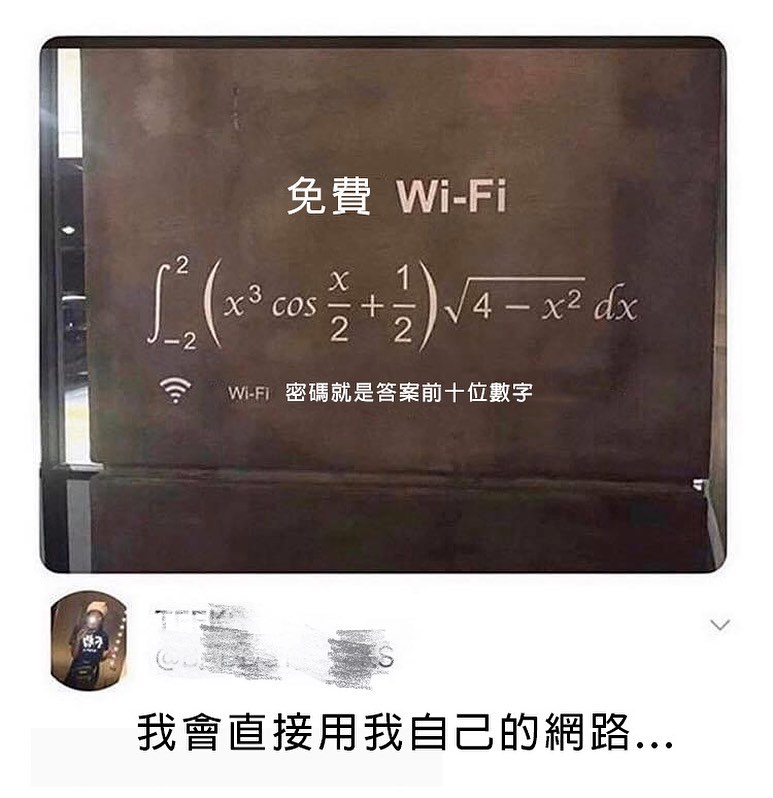 免費 Wi-Fi
∫₋₂² (x³ cos x/2 + 1/2) √(4 − x²) dx
Wi-Fi 密碼就是答案前十位數字
我會直接用我自己的網路...